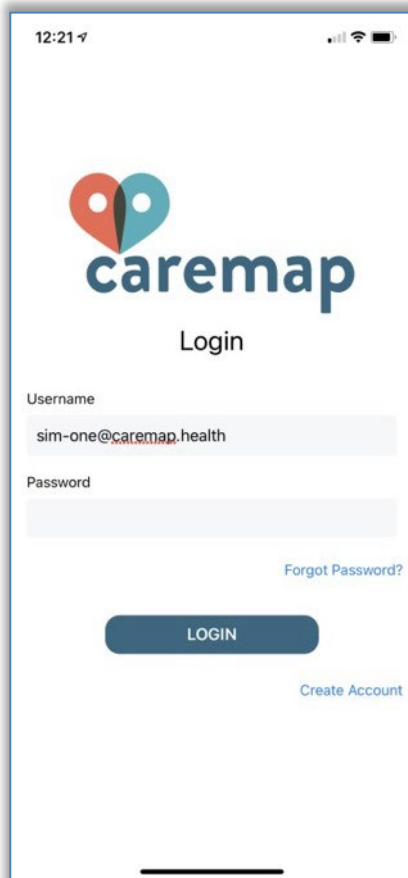 12:21
caremap
Login
Username
sim-one@caremap.health
Password
Forgot Password?
LOGIN
Create Account